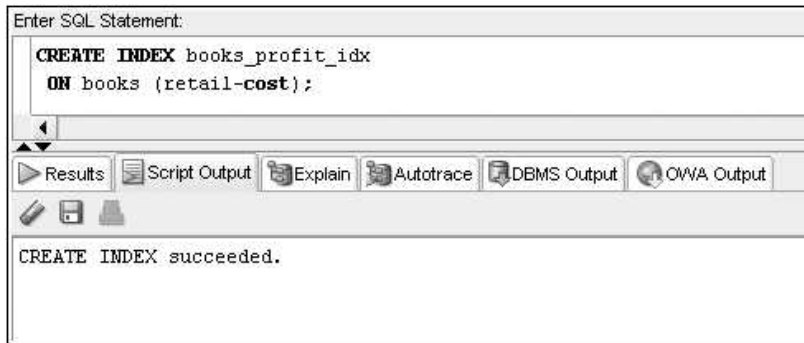 Enter SQL Statement:
CREATE INDEX books_profit_idx
ON books (retail-cost);
Results Script Output Explain Autotrace DBMS Output OWA Output
CREATE INDEX succeeded.